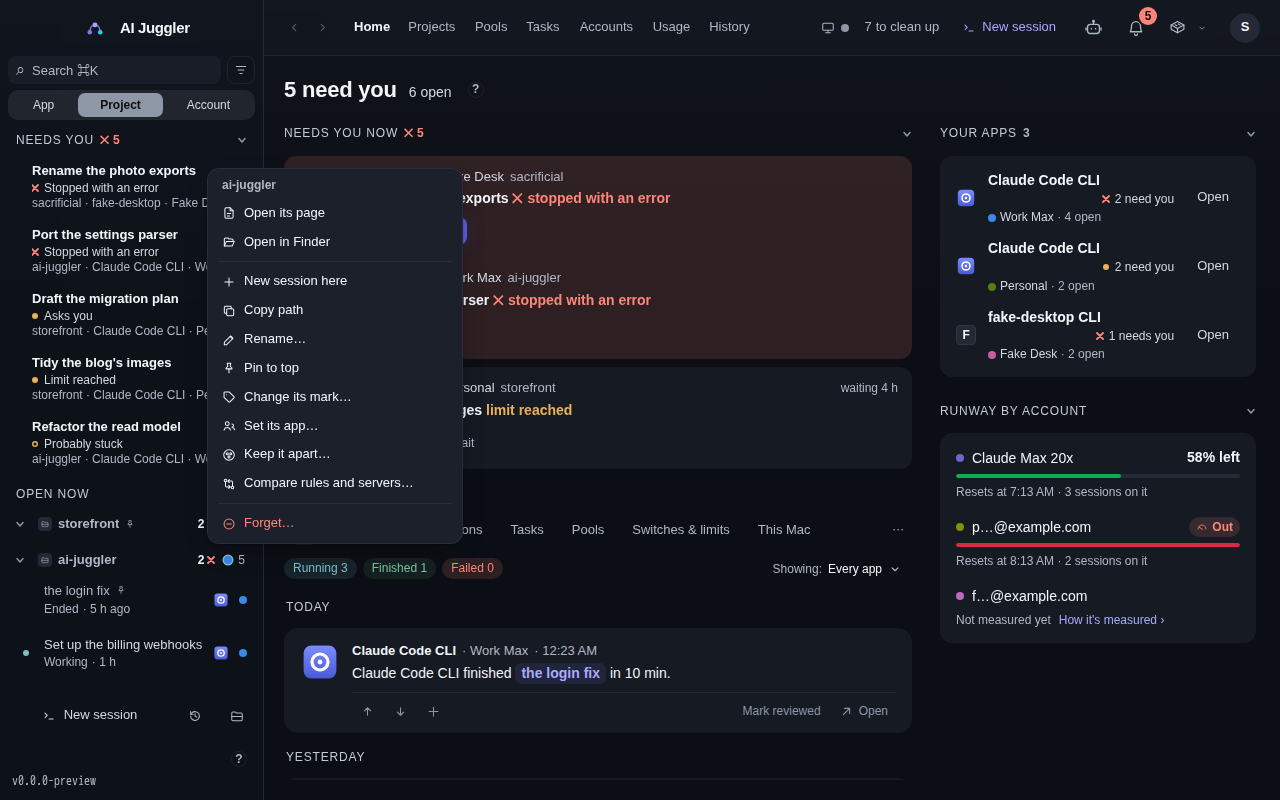 AI Juggler
Search ⌘K
App Project Account
NEEDS YOU 5
Rename the photo exports
Stopped with an error
sacrificial · fake-desktop · Fake D
Port the settings parser
Stopped with an error
ai-juggler · Claude Code CLI · Wo
Draft the migration plan
Asks you
storefront · Claude Code CLI · Pe
Tidy the blog's images
Limit reached
storefront · Claude Code CLI · Pe
Refactor the read model
Probably stuck
ai-juggler · Claude Code CLI · Wo
OPEN NOW
storefront 2
ai-juggler 2 5
the login fix
Ended · 5 h ago
Set up the billing webhooks
Working · 1 h
New session
?
v0.0.0-preview
Home Projects Pools Tasks Accounts Usage History
7 to clean up
New session
5
S
5 need you 6 open ?
NEEDS YOU NOW 5
ke Desk sacrificial
exports stopped with an error
rk Max ai-juggler
rser stopped with an error
rsonal storefront waiting 4 h
ges limit reached
ait
ai-juggler
Open its page
Open in Finder
New session here
Copy path
Rename…
Pin to top
Change its mark…
Set its app…
Keep it apart…
Compare rules and servers…
Forget…
ons Tasks Pools Switches & limits This Mac ···
Running 3 Finished 1 Failed 0
Showing: Every app
TODAY
Claude Code CLI · Work Max · 12:23 AM
Claude Code CLI finished the login fix in 10 min.
Mark reviewed Open
YESTERDAY
YOUR APPS 3
Claude Code CLI
2 need you
Work Max · 4 open
Open
Claude Code CLI
2 need you
Personal · 2 open
Open
F
fake-desktop CLI
1 needs you
Fake Desk · 2 open
Open
RUNWAY BY ACCOUNT
Claude Max 20x 58% left
Resets at 7:13 AM · 3 sessions on it
p…@example.com Out
Resets at 8:13 AM · 2 sessions on it
f…@example.com
Not measured yet How it's measured ›